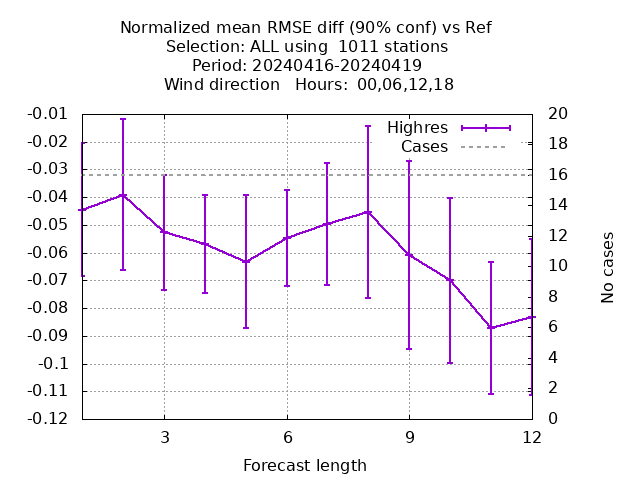 Normalized mean RMSE diff (90% conf) vs Ref
Selection: ALL using  1011 stations
Period: 20240416-20240419
Wind direction   Hours:  00,06,12,18
Highres
Cases
-0.01
-0.02
-0.03
-0.04
-0.05
-0.06
-0.07
-0.08
-0.09
-0.1
-0.11
-0.12
20
18
16
14
12
10
8
6
4
2
0
No cases
3 6 9 12
Forecast length